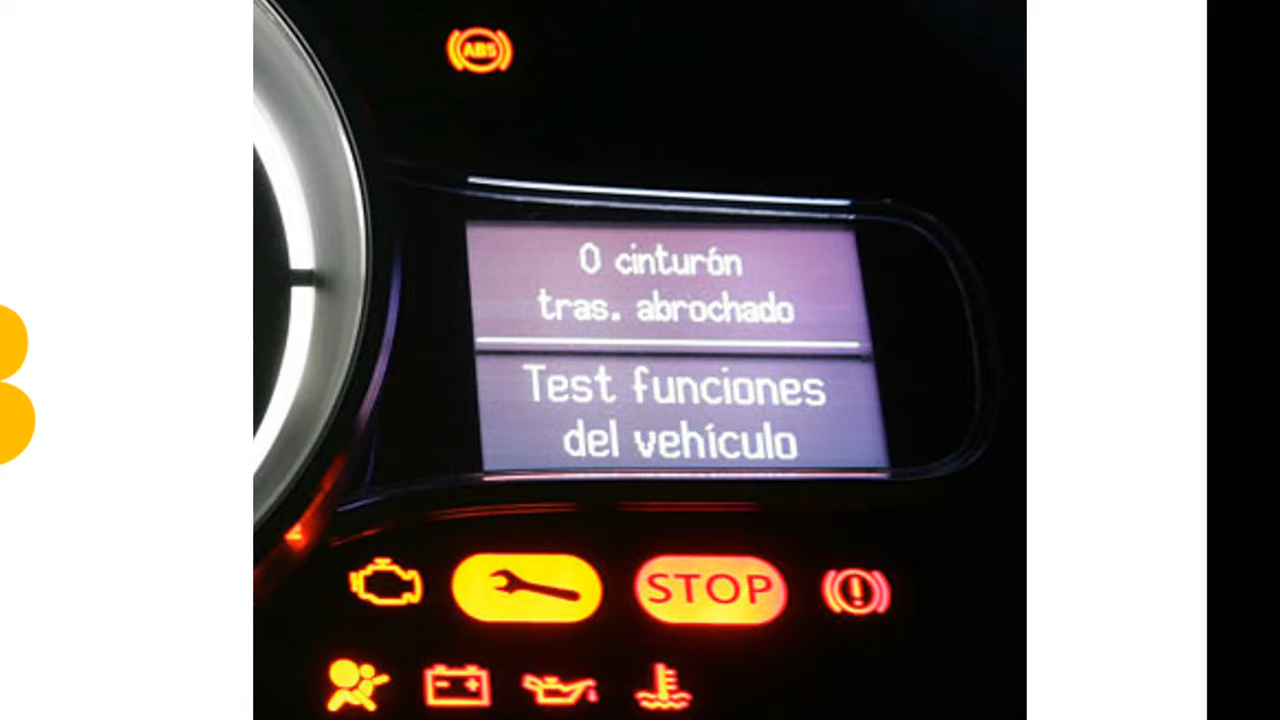 ABS
0 cinturón
tras. abrochado
Test funciones
del vehículo
STOP